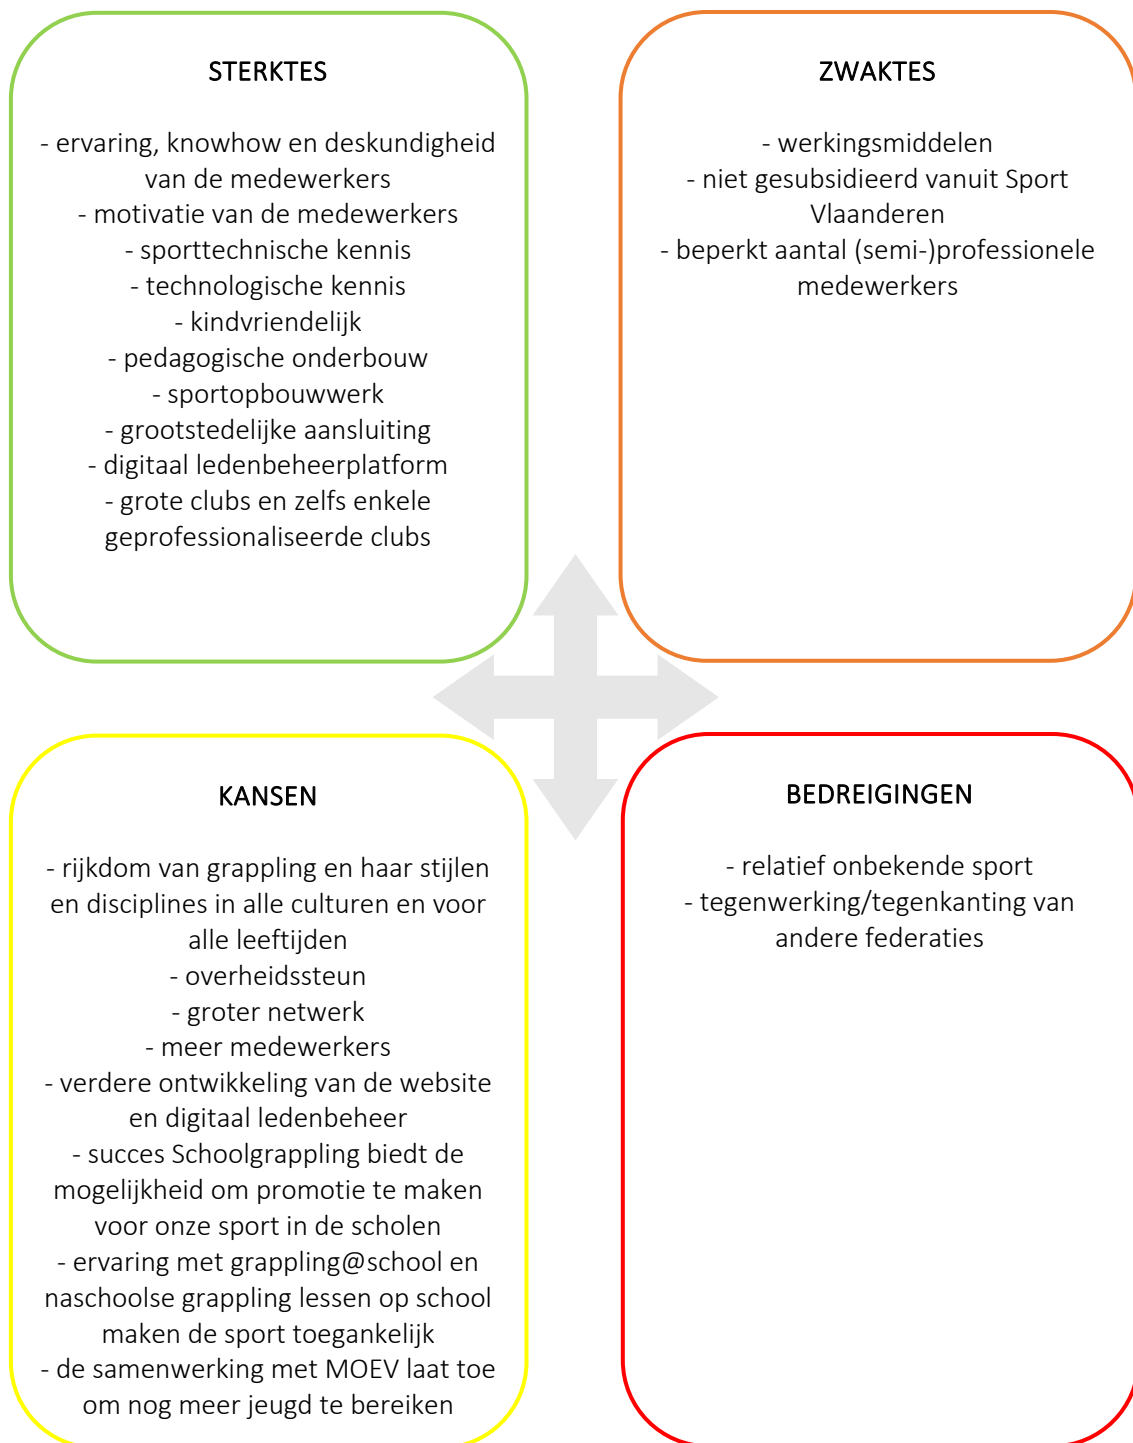 STERKTES
- ervaring, knowhow en deskundigheid
van de medewerkers
- motivatie van de medewerkers
- sporttechnische kennis
- technologische kennis
- kindvriendelijk
- pedagogische onderbouw
- sportopbouwwerk
- grootstedelijke aansluiting
- digitaal ledenbeheerplatform
- grote clubs en zelfs enkele
geprofessionaliseerde clubs
ZWAKTES
- werkingsmiddelen
- niet gesubsidieerd vanuit Sport
Vlaanderen
- beperkt aantal (semi-)professionele
medewerkers
KANSEN
- rijkdom van grappling en haar stijlen
en disciplines in alle culturen en voor
alle leeftijden
- overheidssteun
- groter netwerk
- meer medewerkers
- verdere ontwikkeling van de website
en digitaal ledenbeheer
- succes Schoolgrappling biedt de
mogelijkheid om promotie te maken
voor onze sport in de scholen
- ervaring met grappling@school en
naschoolse grappling lessen op school
maken de sport toegankelijk
- de samenwerking met MOEV laat toe
om nog meer jeugd te bereiken
BEDREIGINGEN
- relatief onbekende sport
- tegenwerking/tegenkanting van
andere federaties